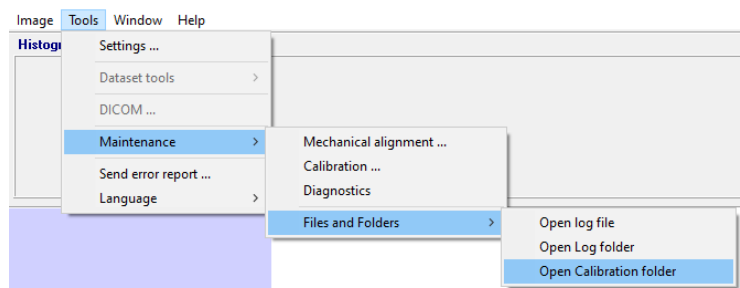 Image Tools Window Help
Histogr
Settings ...
Dataset tools
DICOM ...
Maintenance
Send error report ...
Language
Mechanical alignment ...
Calibration ...
Diagnostics
Files and Folders
Open log file
Open Log folder
Open Calibration folder